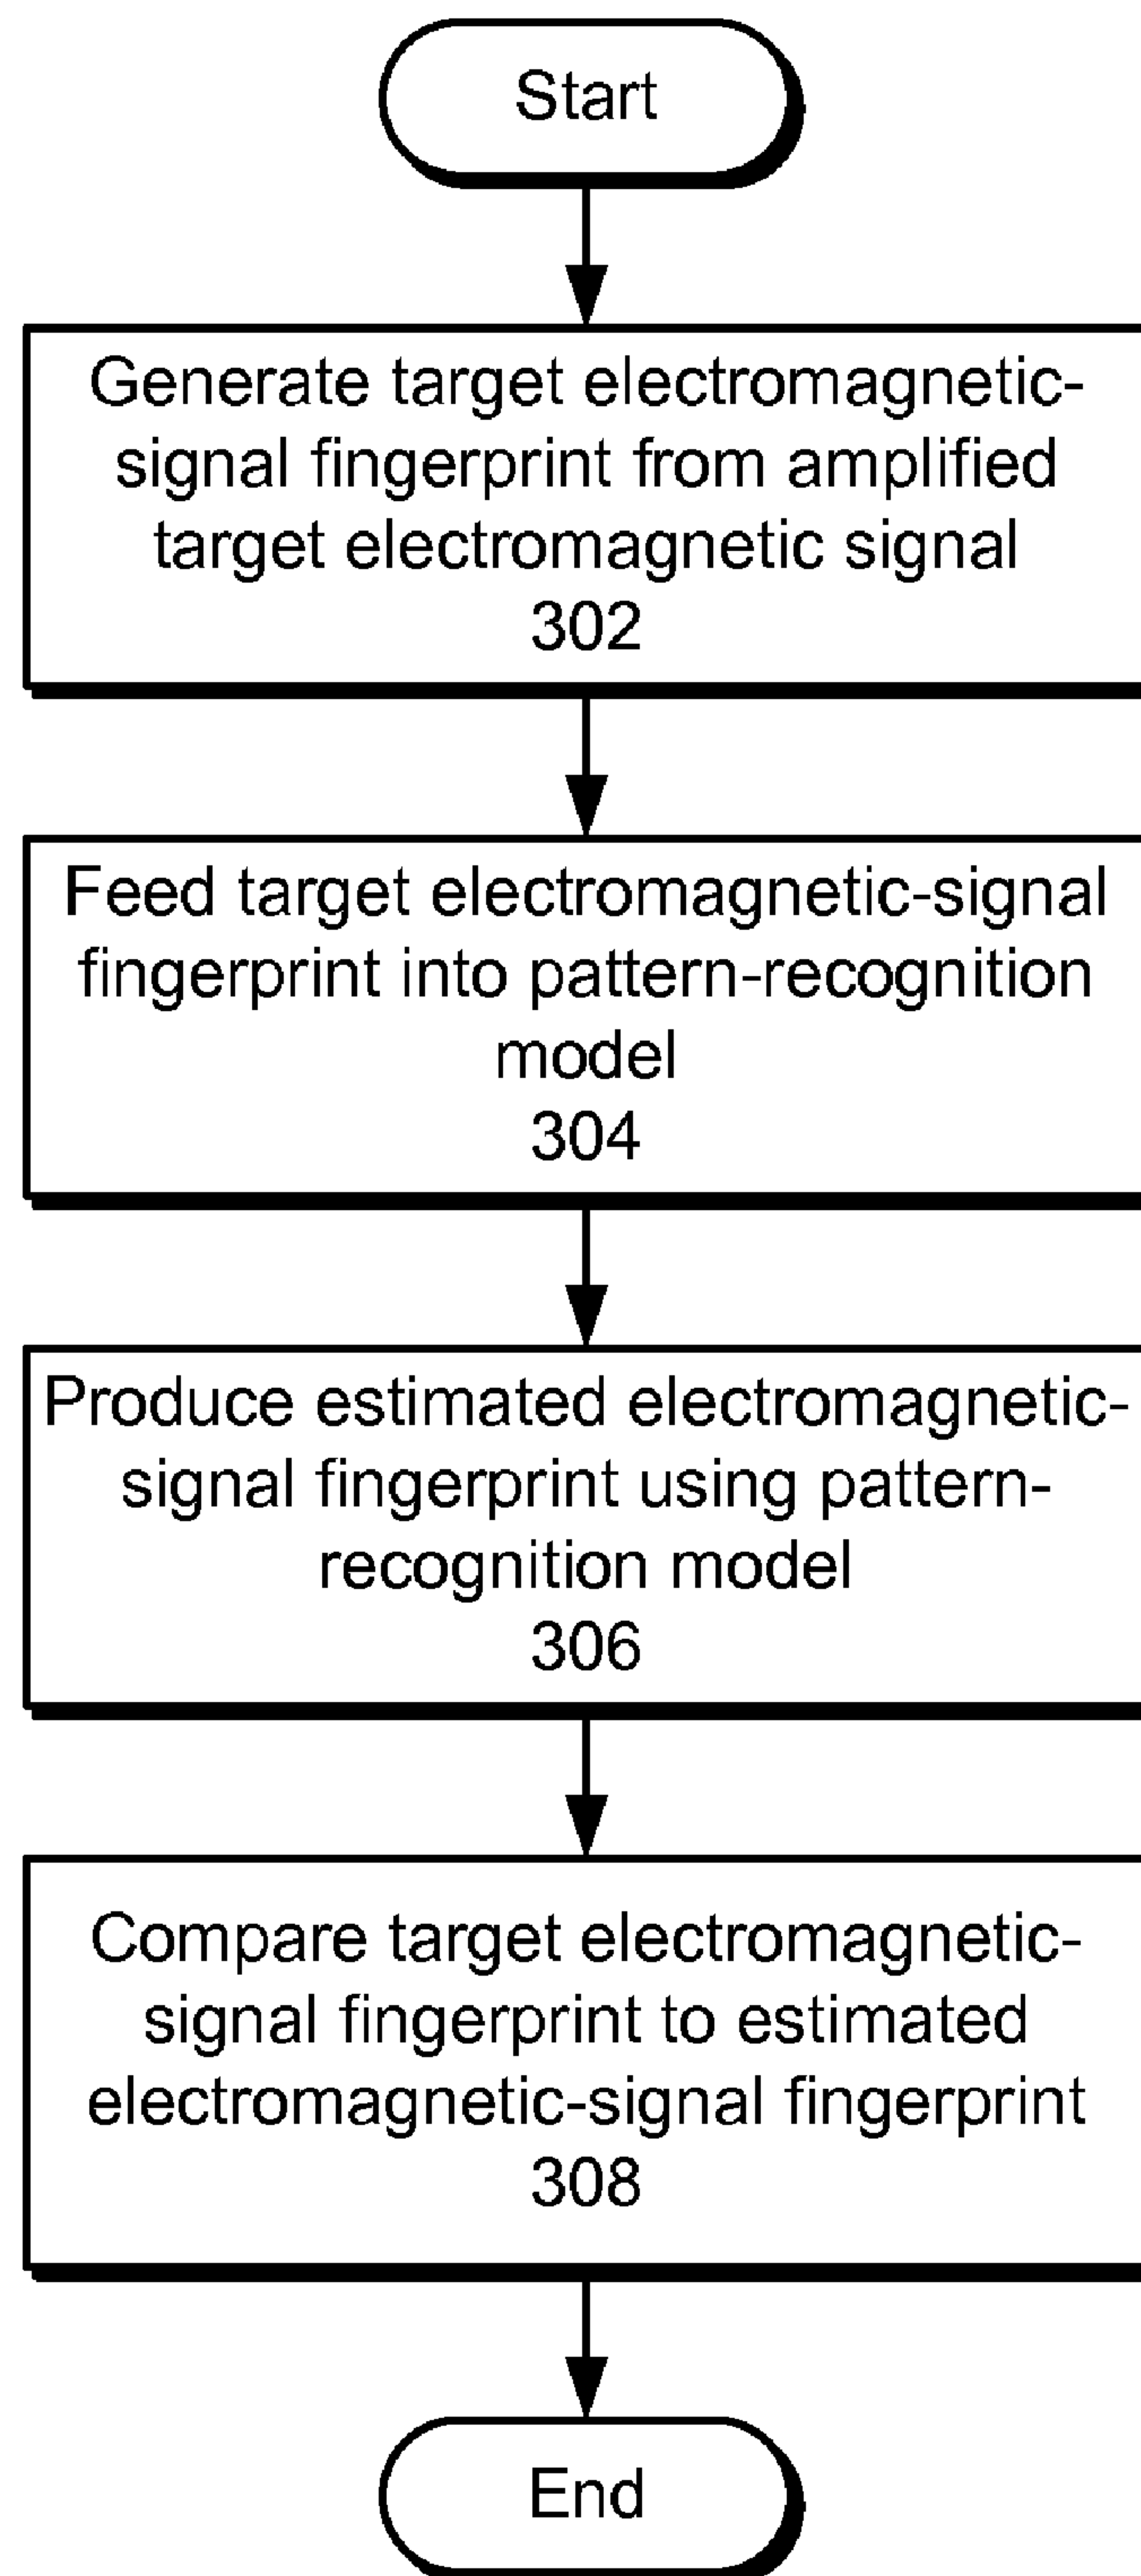 Start
Generate target electromagnetic-
signal fingerprint from amplified
target electromagnetic signal
302
Feed target electromagnetic-signal
fingerprint into pattern-recognition
model
304
Produce estimated electromagnetic-
signal fingerprint using pattern-
recognition model
306
Compare target electromagnetic-
signal fingerprint to estimated
electromagnetic-signal fingerprint
308
End